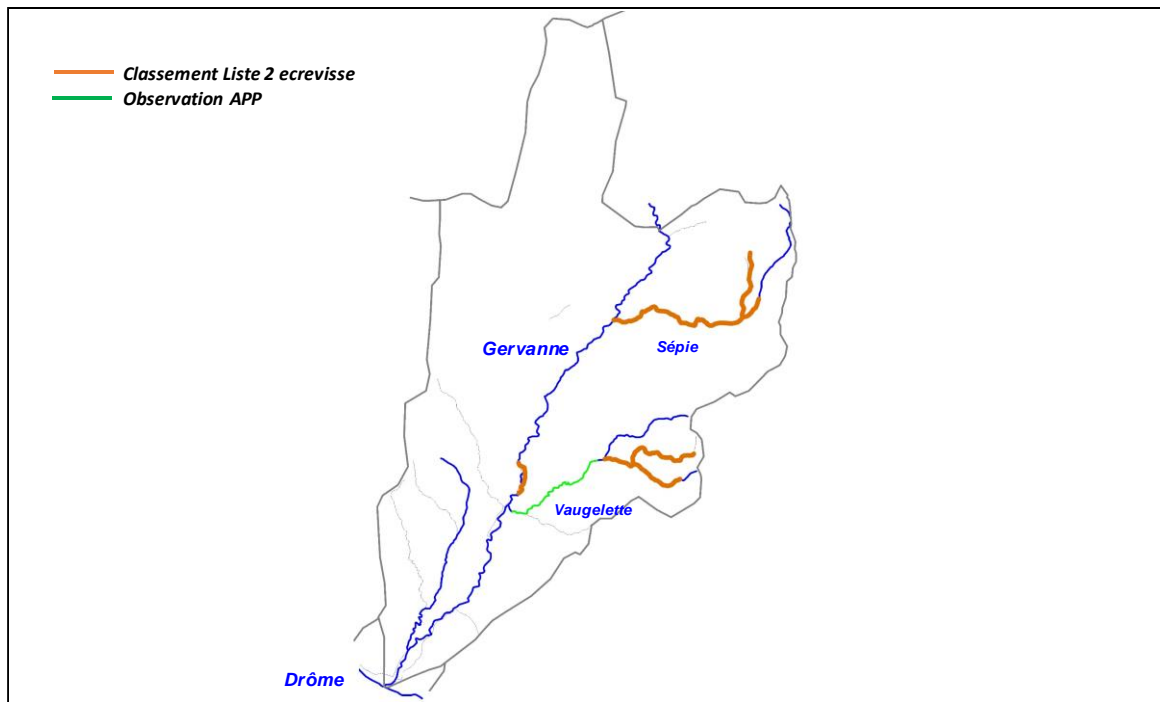 Classement Liste 2 ecrevisse
Observation APP
Gervanne
Sépie
Vaugelette
Drôme